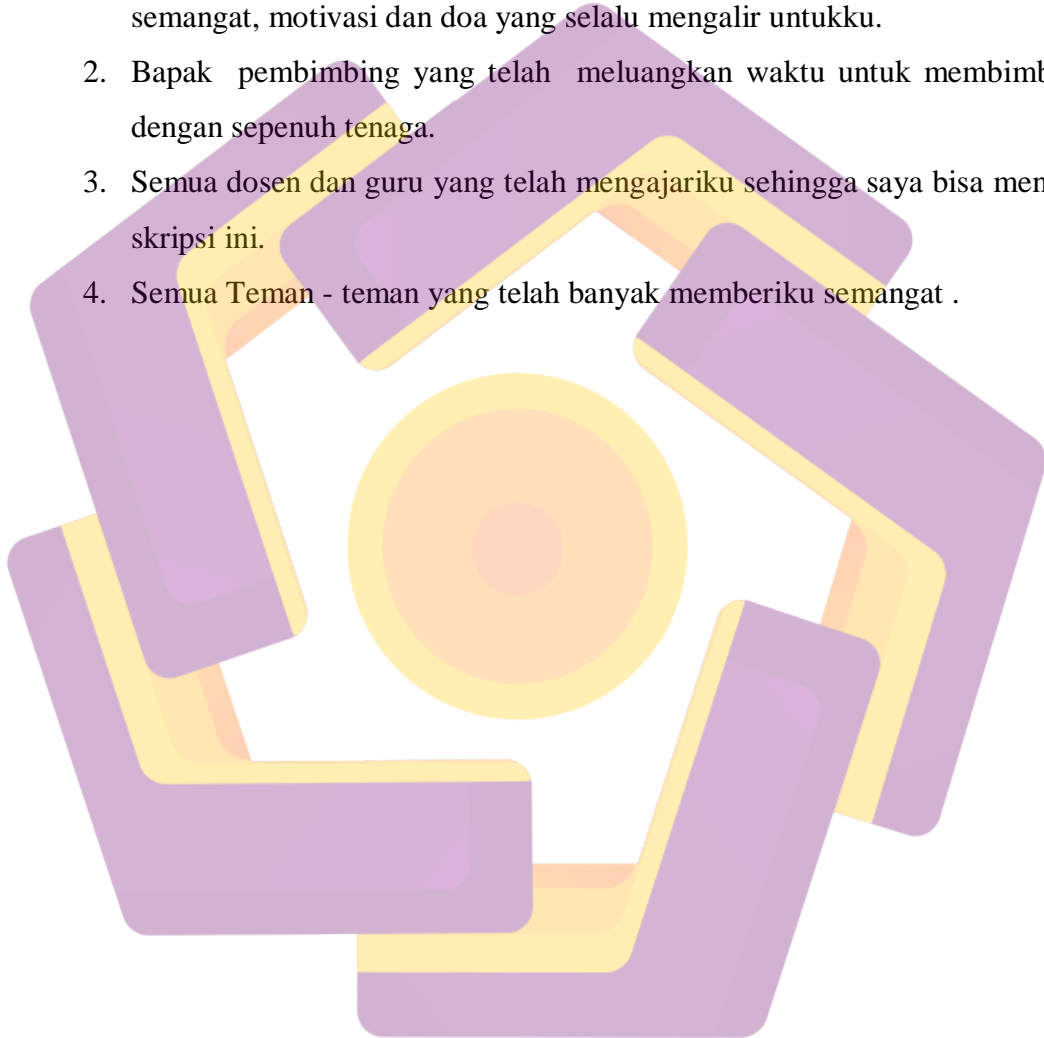 semangat, motivasi dan doa yang selalu mengalir untukku.
2. Bapak pembimbing yang telah meluangkan waktu untuk
dengan sepenuh tenaga.
3. Semua dosen dan guru yang telah mengajariku sehingga saya bisa
skripsi ini.
4. Semua Teman - teman yang telah banyak memberiku semangat .